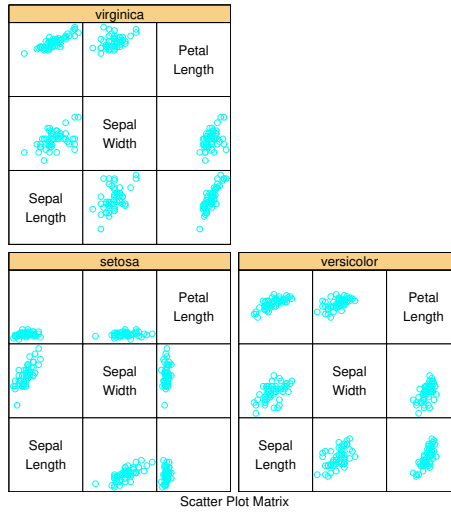 virginica
Petal
Length
Sepal
Width
Sepal
Length
setosa
Petal
Length
Sepal
Width
Sepal
Length
versicolor
Petal
Length
Sepal
Width
Sepal
Length
Scatter Plot Matrix